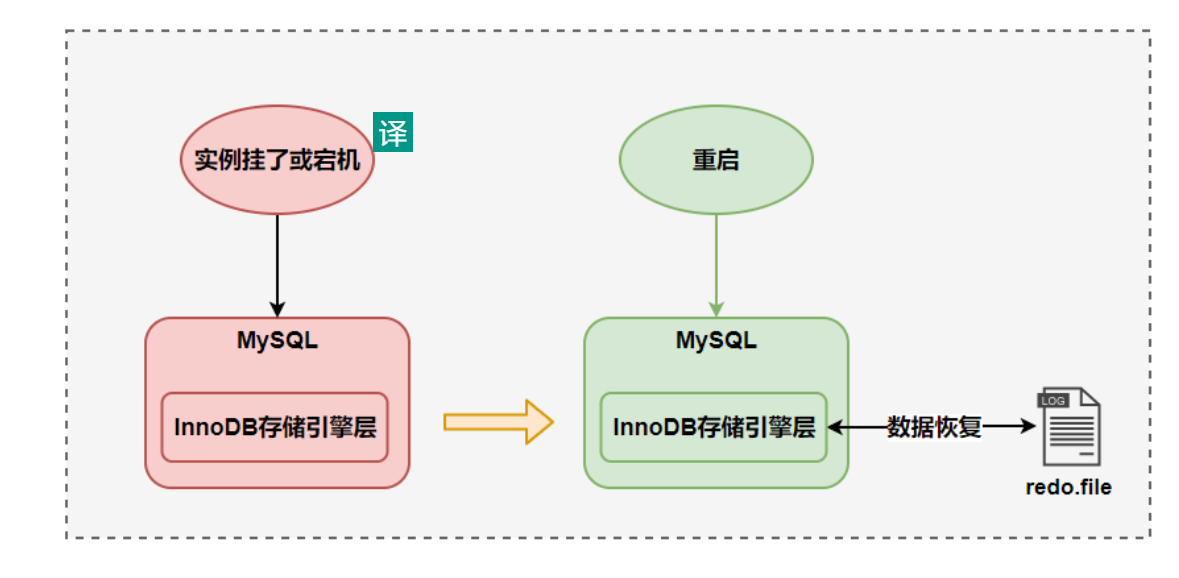 实例挂了或宕机
译
重启
MySQL
MySQL
InnoDB存储引擎层
InnoDB存储引擎层
数据恢复
LOG
redo.file